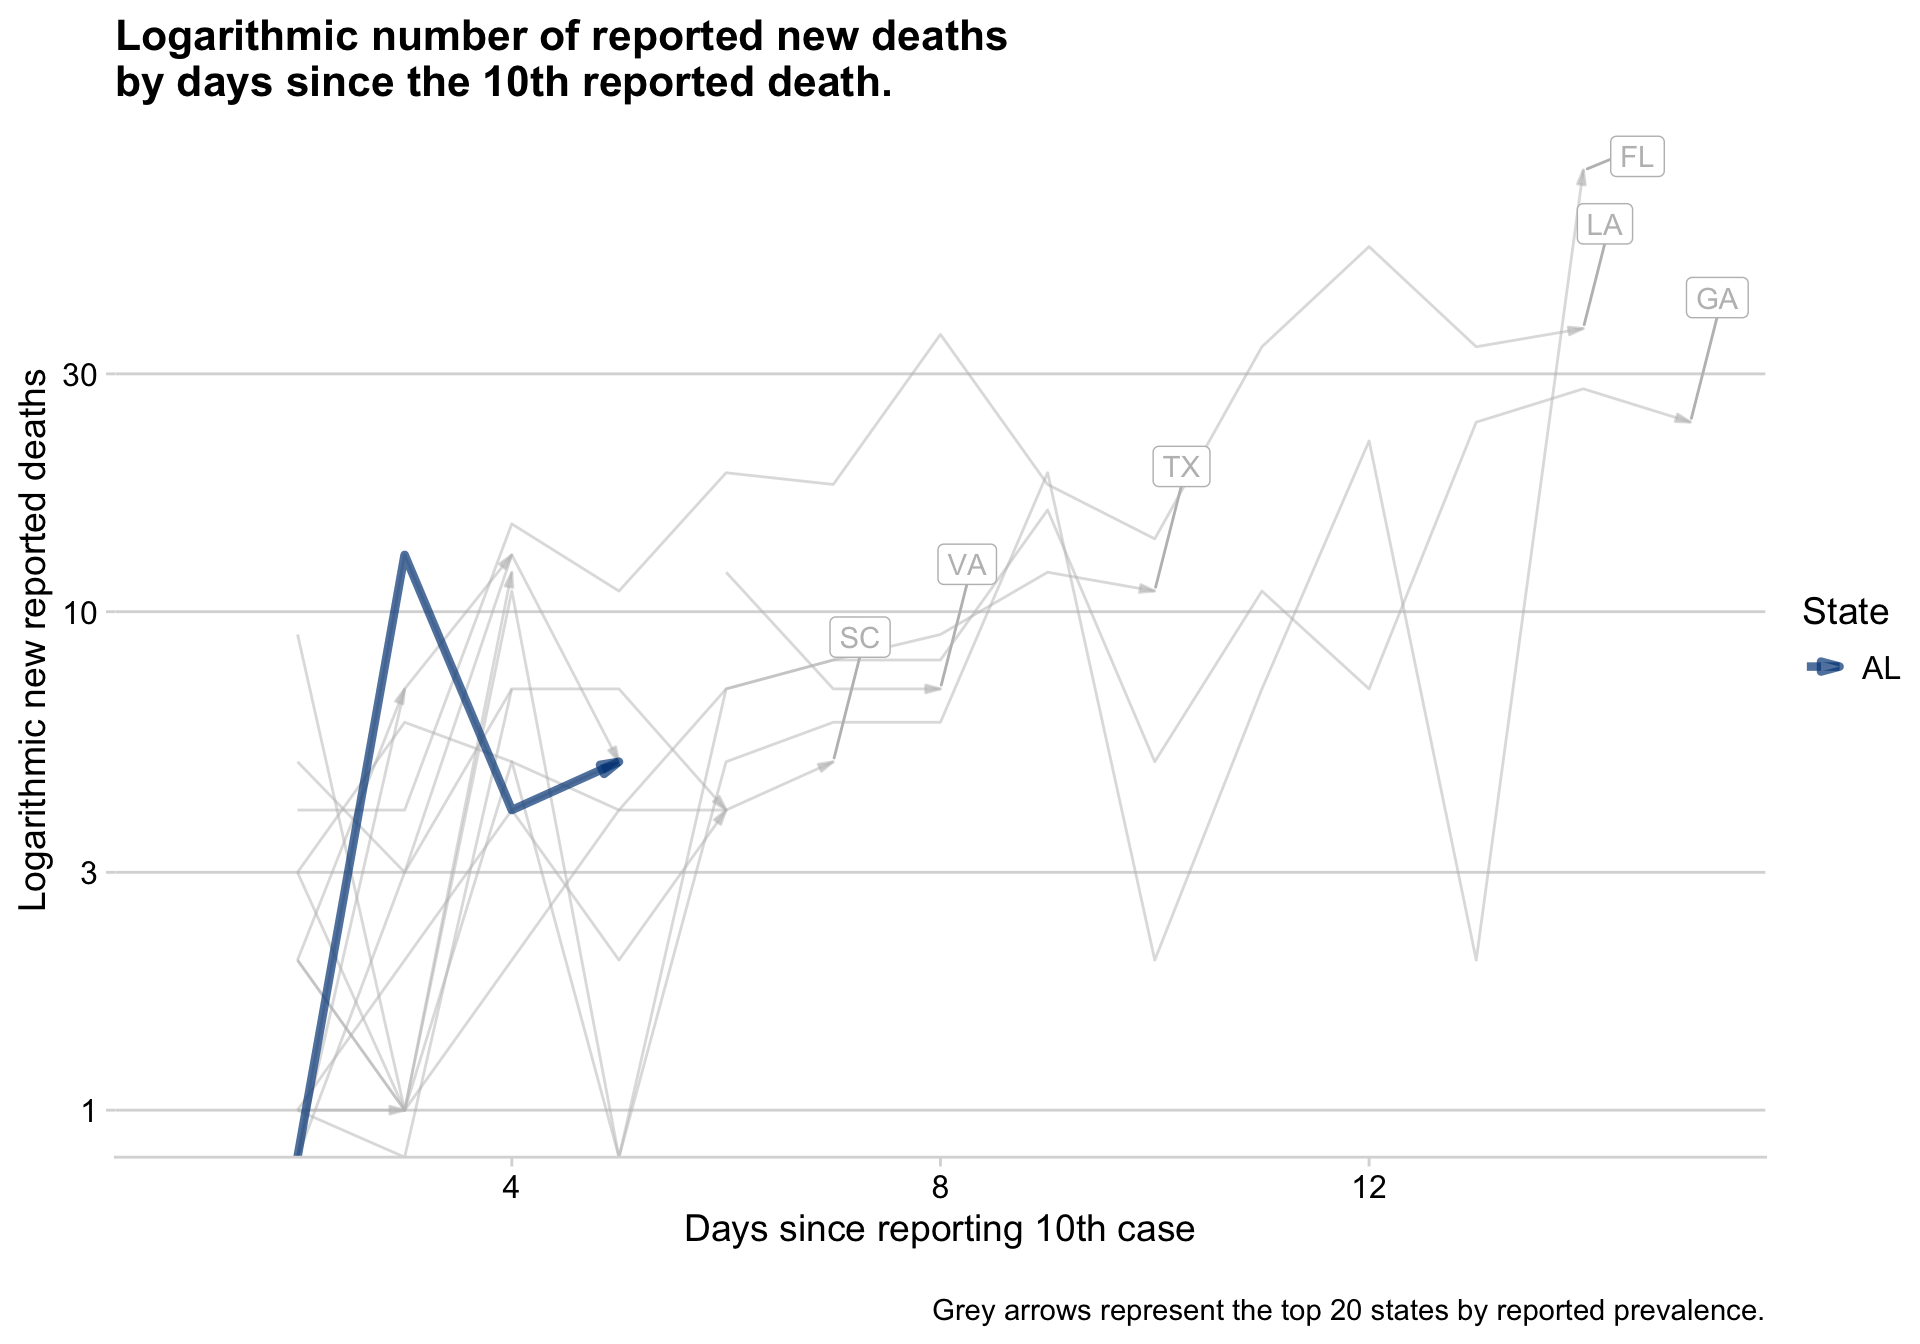 Logarithmic number of reported new deaths
by days since the 10th reported death.
FL
LA
GA
30
TX
VA
10
SC
State
AL
3
1
Logarithmic new reported deaths
4
8
12
Days since reporting 10th case
Grey arrows represent the top 20 states by reported prevalence.